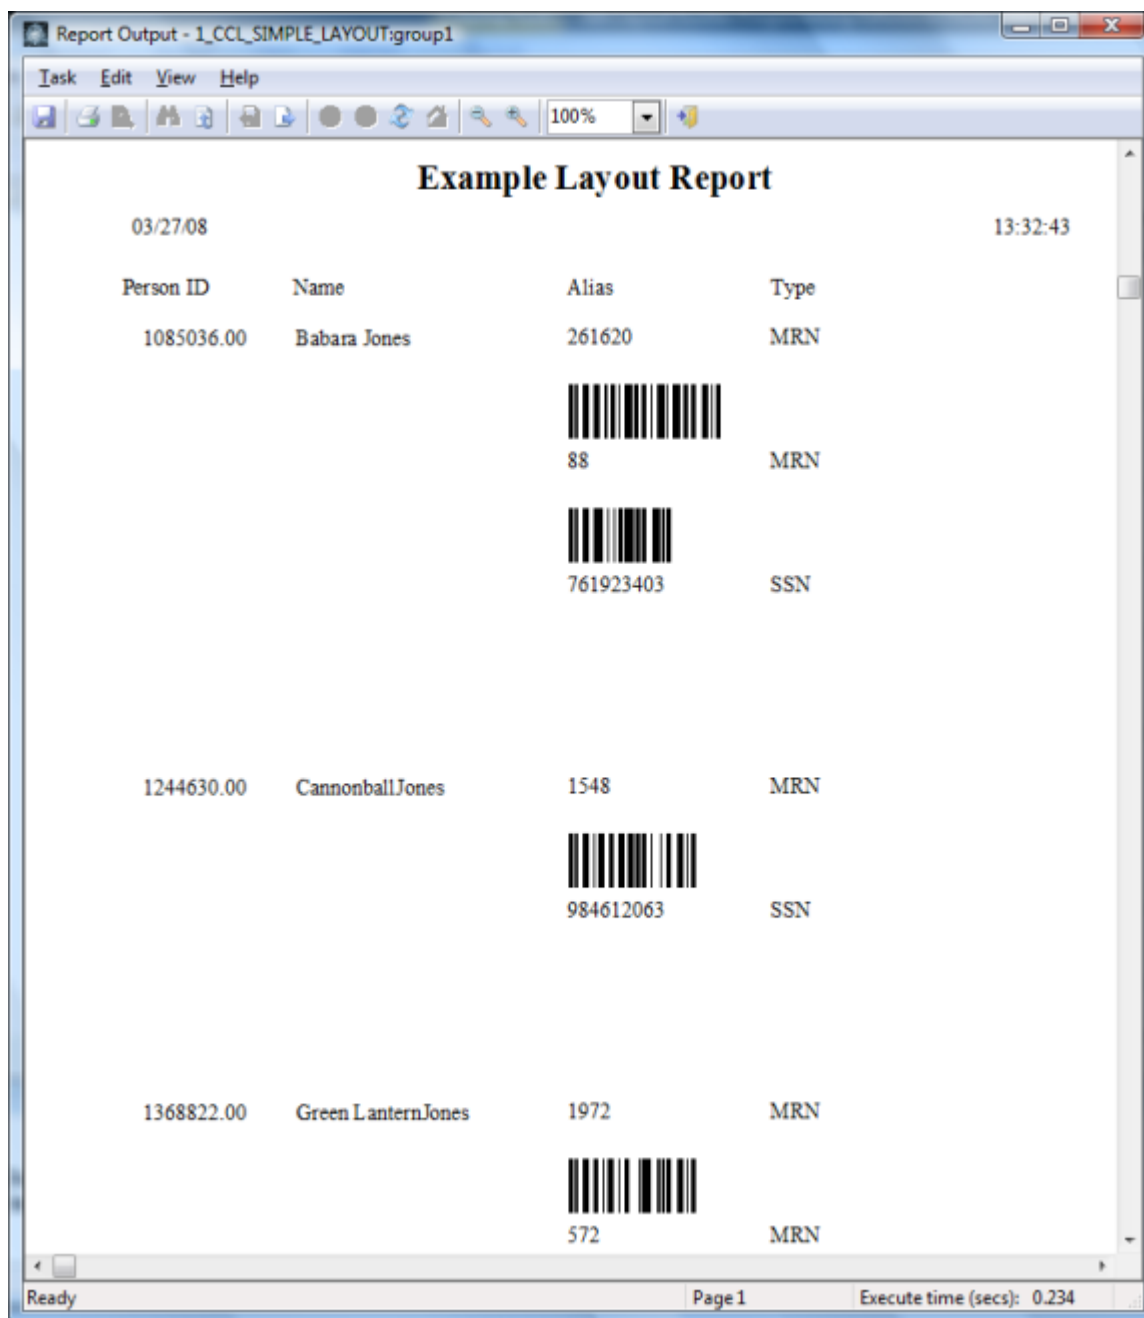 Report Output - 1_CCL_SIMPLE_LAYOUT:group1
Task Edit View Help
100%
Example Layout Report
03/27/08 13:32:43
Person ID Name Alias Type
1085036.00 Babara Jones 261620 MRN
88 MRN
761923403 SSN
1244630.00 CannonballJones 1548 MRN
984612063 SSN
1368822.00 Green LanternJones 1972 MRN
572 MRN
Ready Page 1 Execute time (secs): 0.234